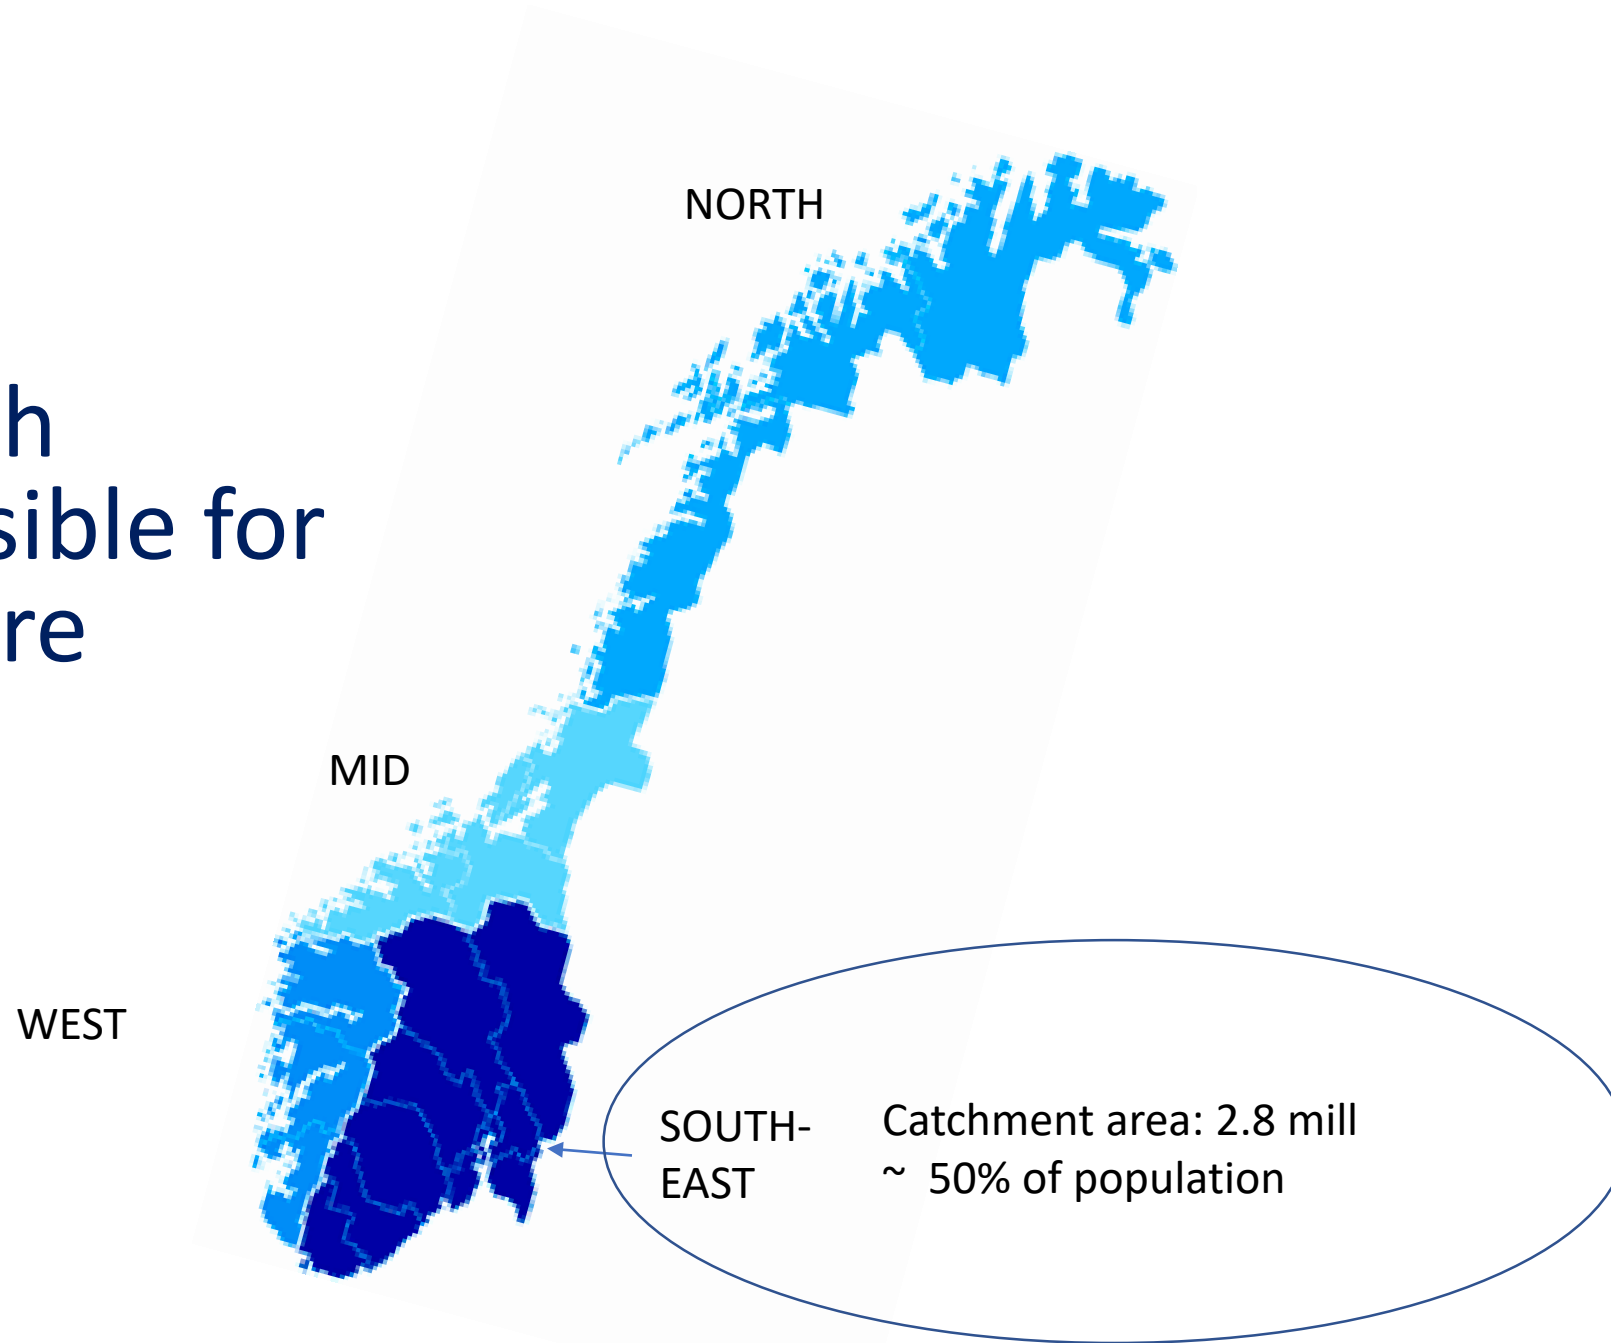 NORTH
h
sible for
re
MID
WEST
SOUTH-
EAST
Catchment area: 2.8 mill
~ 50% of population